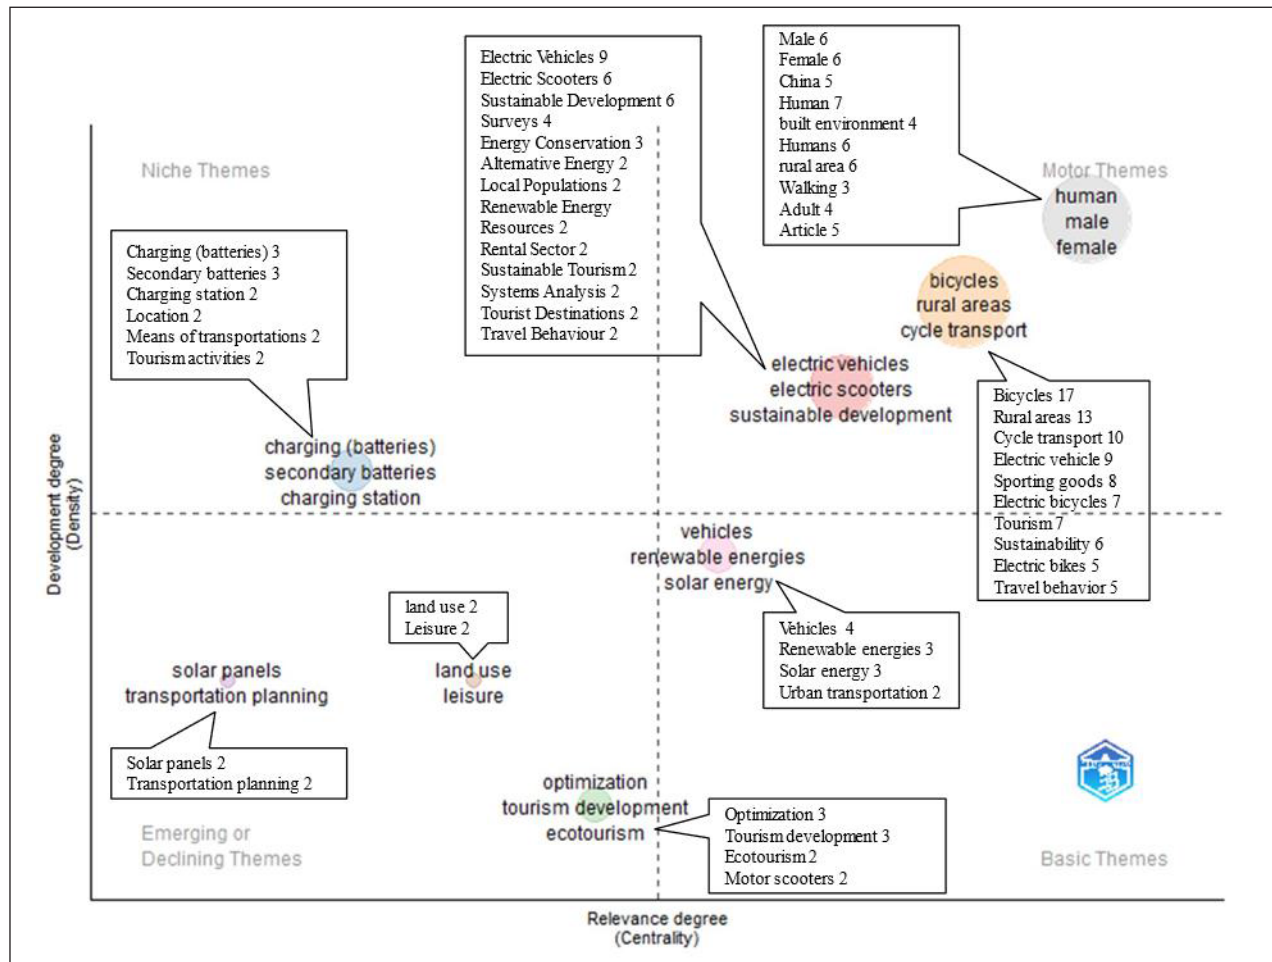 Electric Vehicles 9
Electric Scooters 6
Sustainable Development 6
Surveys 4
Energy Conservation 3
Alternative Energy 2
Local Populations 2
Renewable Energy
Resources 2
Rental Sector 2
Sustainable Tourism 2
Systems Analysis 2
Tourist Destinations 2
Travel Behaviour 2
Male 6
Female 6
China 5
Human 7
built environment 4
Humans 6
rural area 6
Walking 3
Adult 4
Article 5
Niche Themes
Motor Themes
human
male
female
Charging (batteries) 3
Secondary batteries 3
Charging station 2
Location 2
Means of transportations 2
Tourism activities 2
bicycles
rural areas
cycle transport
electric vehicles
electric scooters
sustainable development
Bicycles 17
Rural areas 13
Cycle transport 10
Electric vehicle 9
Sporting goods 8
Electric bicycles 7
Tourism 7
Sustainability 6
Electric bikes 5
Travel behavior 5
charging (batteries)
secondary batteries
charging station
Development degree
(Density)
vehicles
renewable energies
solar energy
land use 2
Leisure 2
Vehicles 4
Renewable energies 3
Solar energy 3
Urban transportation 2
solar panels
transportation planning
land use
leisure
Solar panels 2
Transportation planning 2
optimization
tourism development
ecotourism
Optimization 3
Tourism development 3
Ecotourism 2
Motor scooters 2
Emerging or
Declining Themes
Basic Themes
Relevance degree
(Centrality)